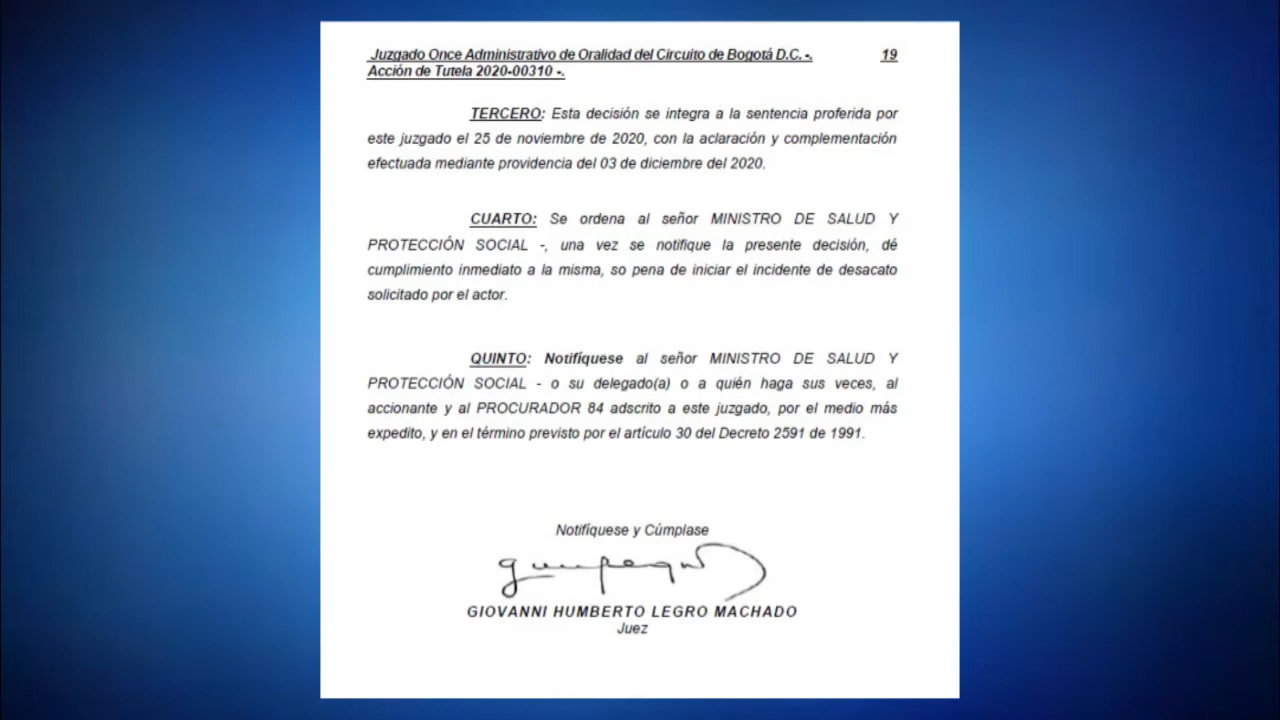 Juzgado Once Administrativo de Oralidad del Circuito de Bogotá D.C. -. 19
Acción de Tutela 2020-00310 -.
TERCERO: Esta decisión se integra a la sentencia proferida por
este juzgado el 25 de noviembre de 2020, con la aclaración y complementación
efectuada mediante providencia del 03 de diciembre del 2020.
CUARTO: Se ordena al señor MINISTRO DE SALUD Y
PROTECCIÓN SOCIAL -, una vez se notifique la presente decisión, dé
cumplimiento inmediato a la misma, so pena de iniciar el incidente de desacato
solicitado por el actor.
QUINTO: Notifíquese al señor MINISTRO DE SALUD Y
PROTECCIÓN SOCIAL - o su delegado(a) o a quién haga sus veces, al
accionante y al PROCURADOR 84 adscrito a este juzgado, por el medio más
expedito, y en el término previsto por el artículo 30 del Decreto 2591 de 1991.
Notifíquese y Cúmplase
GIOVANNI HUMBERTO LEGRO MACHADO
Juez